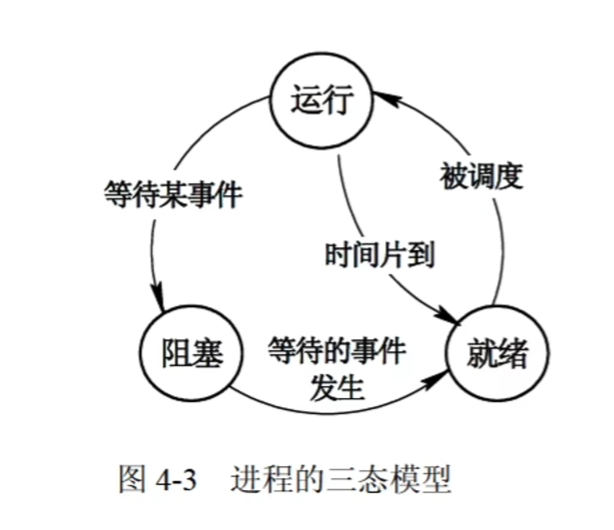 运行
等待某事件
被调度
时间片到
阻塞
等待的事件
发生
就绪
图 4-3 进程的三态模型